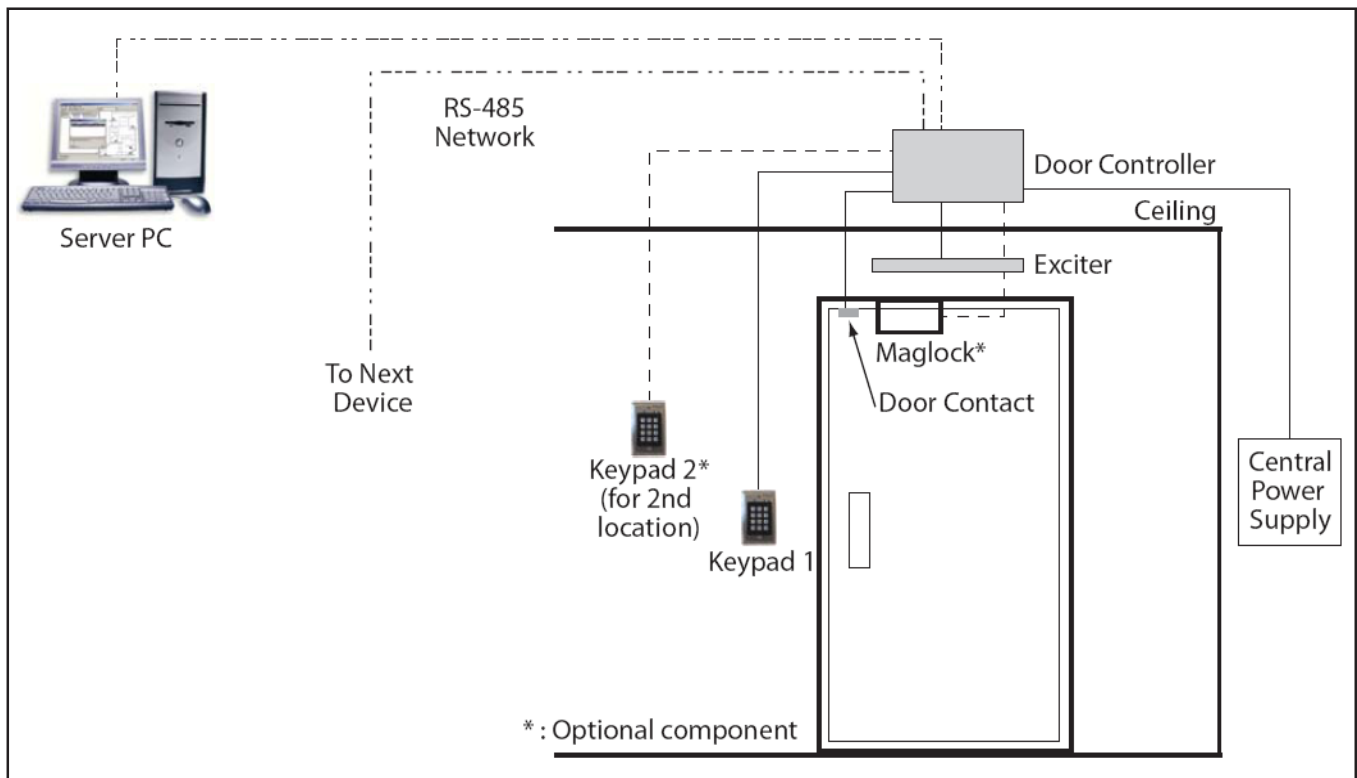 RS-485
Network
Server PC
Door Controller
Ceiling
Exciter
Maglock*
Door Contact
To Next
Device
Keypad 2*
(for 2nd
location)
Keypad 1
Central
Power
Supply
* : Optional component